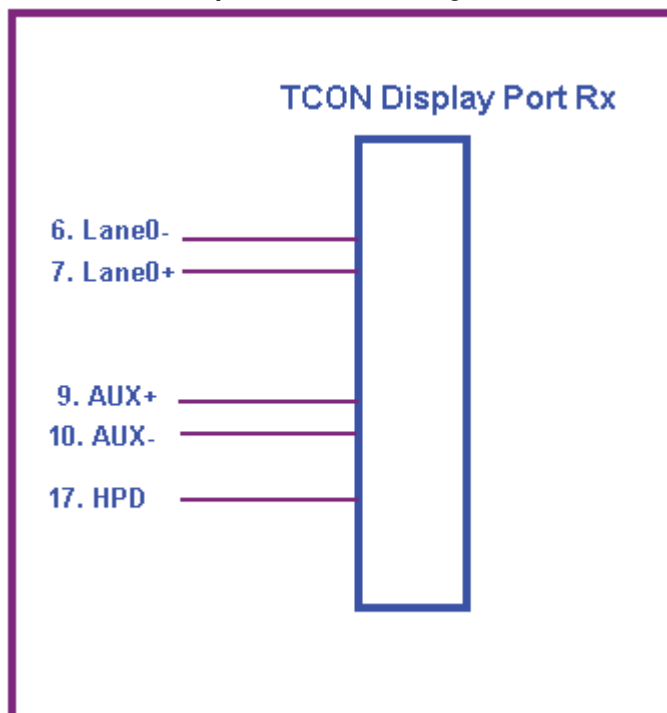 TCON Display Port Rx
6. Lane0-
7. Lane0+
9. AUX+
10. AUX-
17. HPD